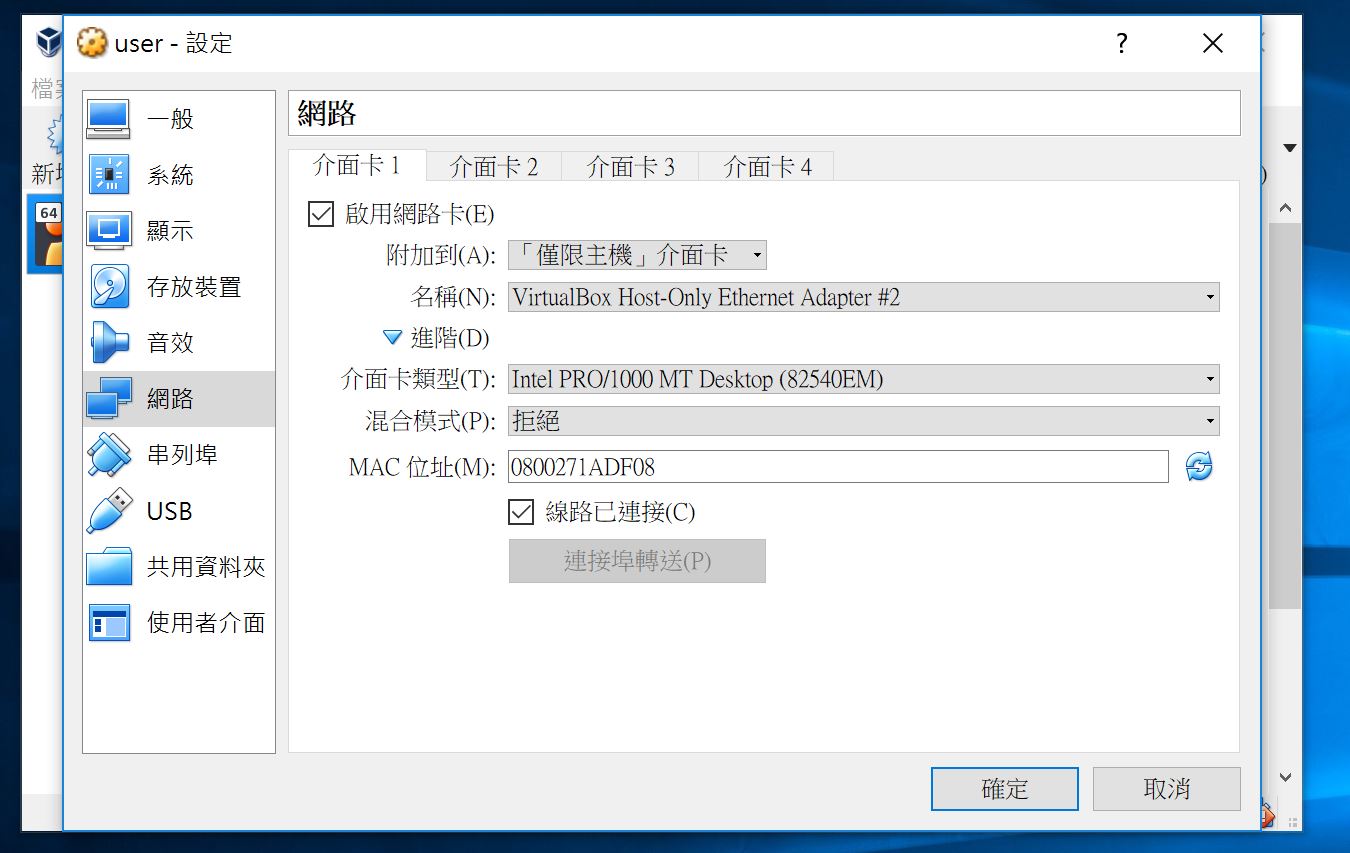 user - 設定
?
64
一般
系統
顯示
存放裝置
音效
網路
串列埠
USB
共用資料夾
使用者介面
網路
介面卡 1
介面卡 2
介面卡 3
介面卡 4
啟用網路卡(E)
附加到(A): 「僅限主機」介面卡
名稱(N): VirtualBox Host-Only Ethernet Adapter #2
進階(D)
介面卡類型(T): Intel PRO/1000 MT Desktop (82540EM)
混合模式(P): 拒絕
MAC 位址(M): 0800271ADF08
線路已連接(C)
連接埠轉送(P)
確定
取消